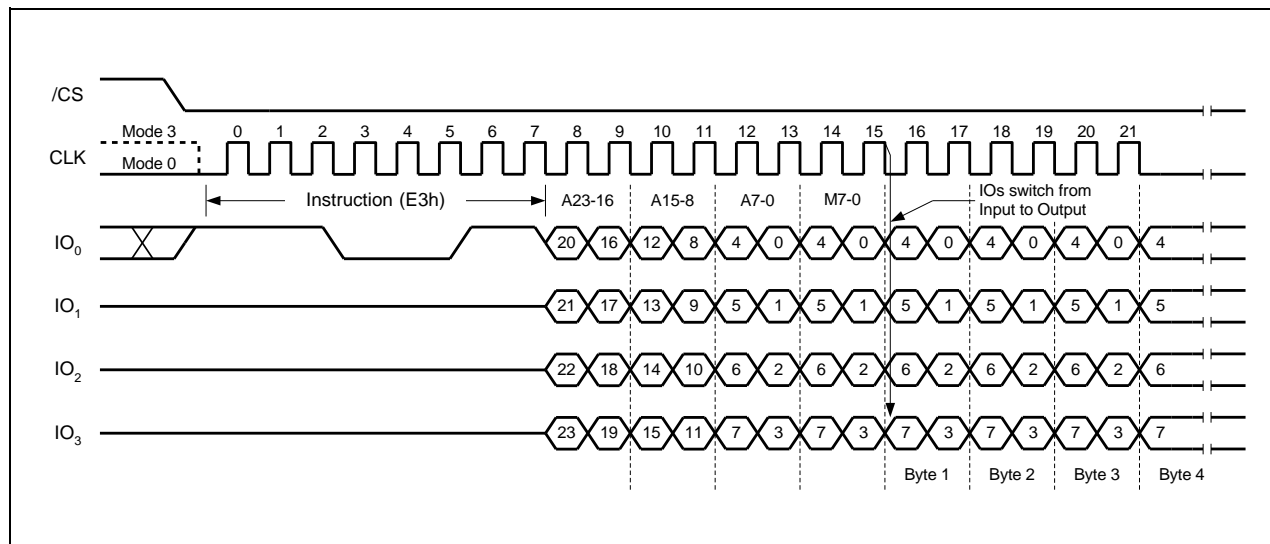 /CS
Mode 3
0 1 2 3 4 5 6 7 8 9 10 11 12 13 14 15 16 17 18 19 20 21
CLK
Mode 0
Instruction (E3h)
A23-16 A15-8 A7-0 M7-0
IOs switch from
Input to Output
IO0 20 16 12 8 4 0 4 0 4 0 4 0 4 0 4
IO1 21 17 13 9 5 1 5 1 5 1 5 1 5 1 5
IO2 22 18 14 10 6 2 6 2 6 2 6 2 6 2 6
IO3 23 19 15 11 7 3 7 3 7 3 7 3 7 3 7
Byte 1 Byte 2 Byte 3 Byte 4